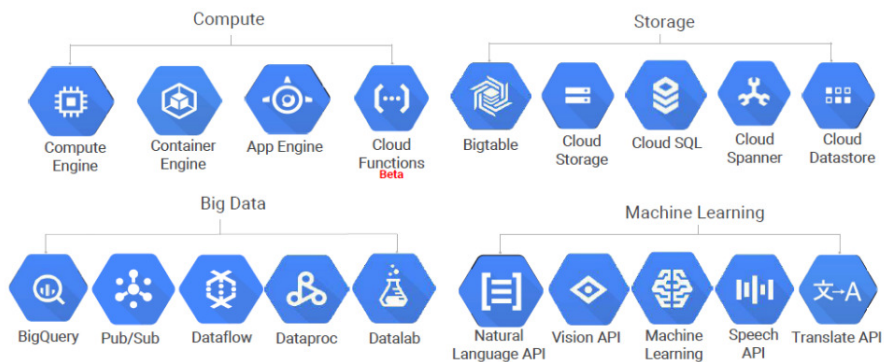 Compute
Compute
Engine
Container
Engine
App Engine
Cloud
Functions
Beta
Storage
Bigtable
Cloud
Storage
Cloud SQL
Cloud
Spanner
Cloud
Datastore
Big Data
BigQuery
Pub/Sub
Dataflow
Dataproc
Datalab
Machine Learning
Natural
Language API
Vision API
Machine
Learning
Speech
API
文→A
Translate API